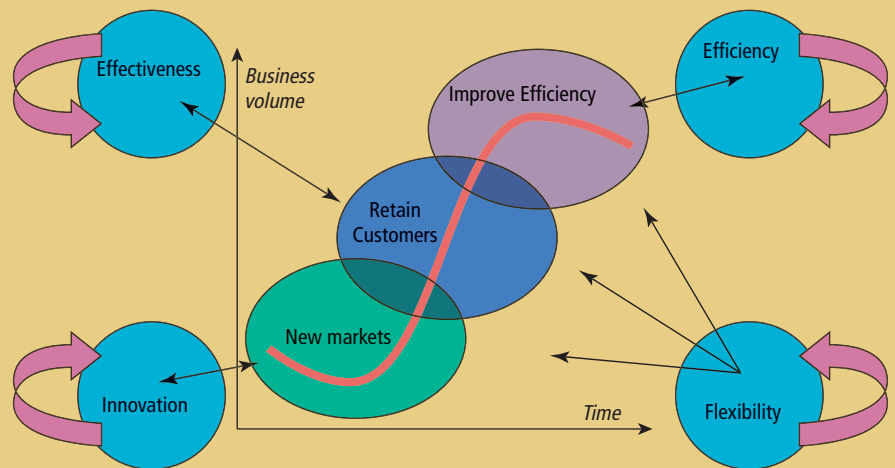 Effectiveness
Business
volume
Improve Efficiency
Efficiency
Retain
Customers
New markets
Innovation
Time
Flexibility